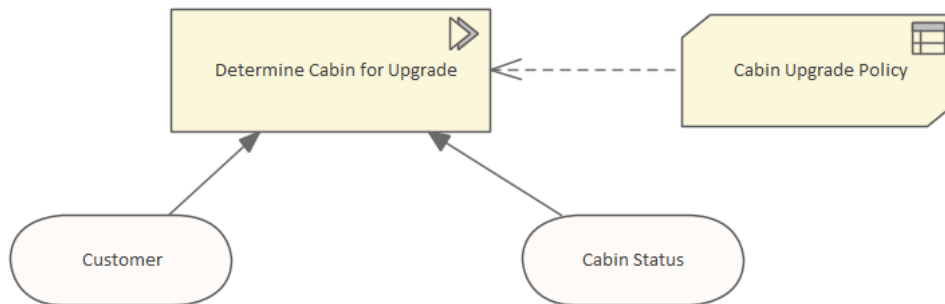 Determine Cabin for Upgrade
Cabin Upgrade Policy
Customer
Cabin Status